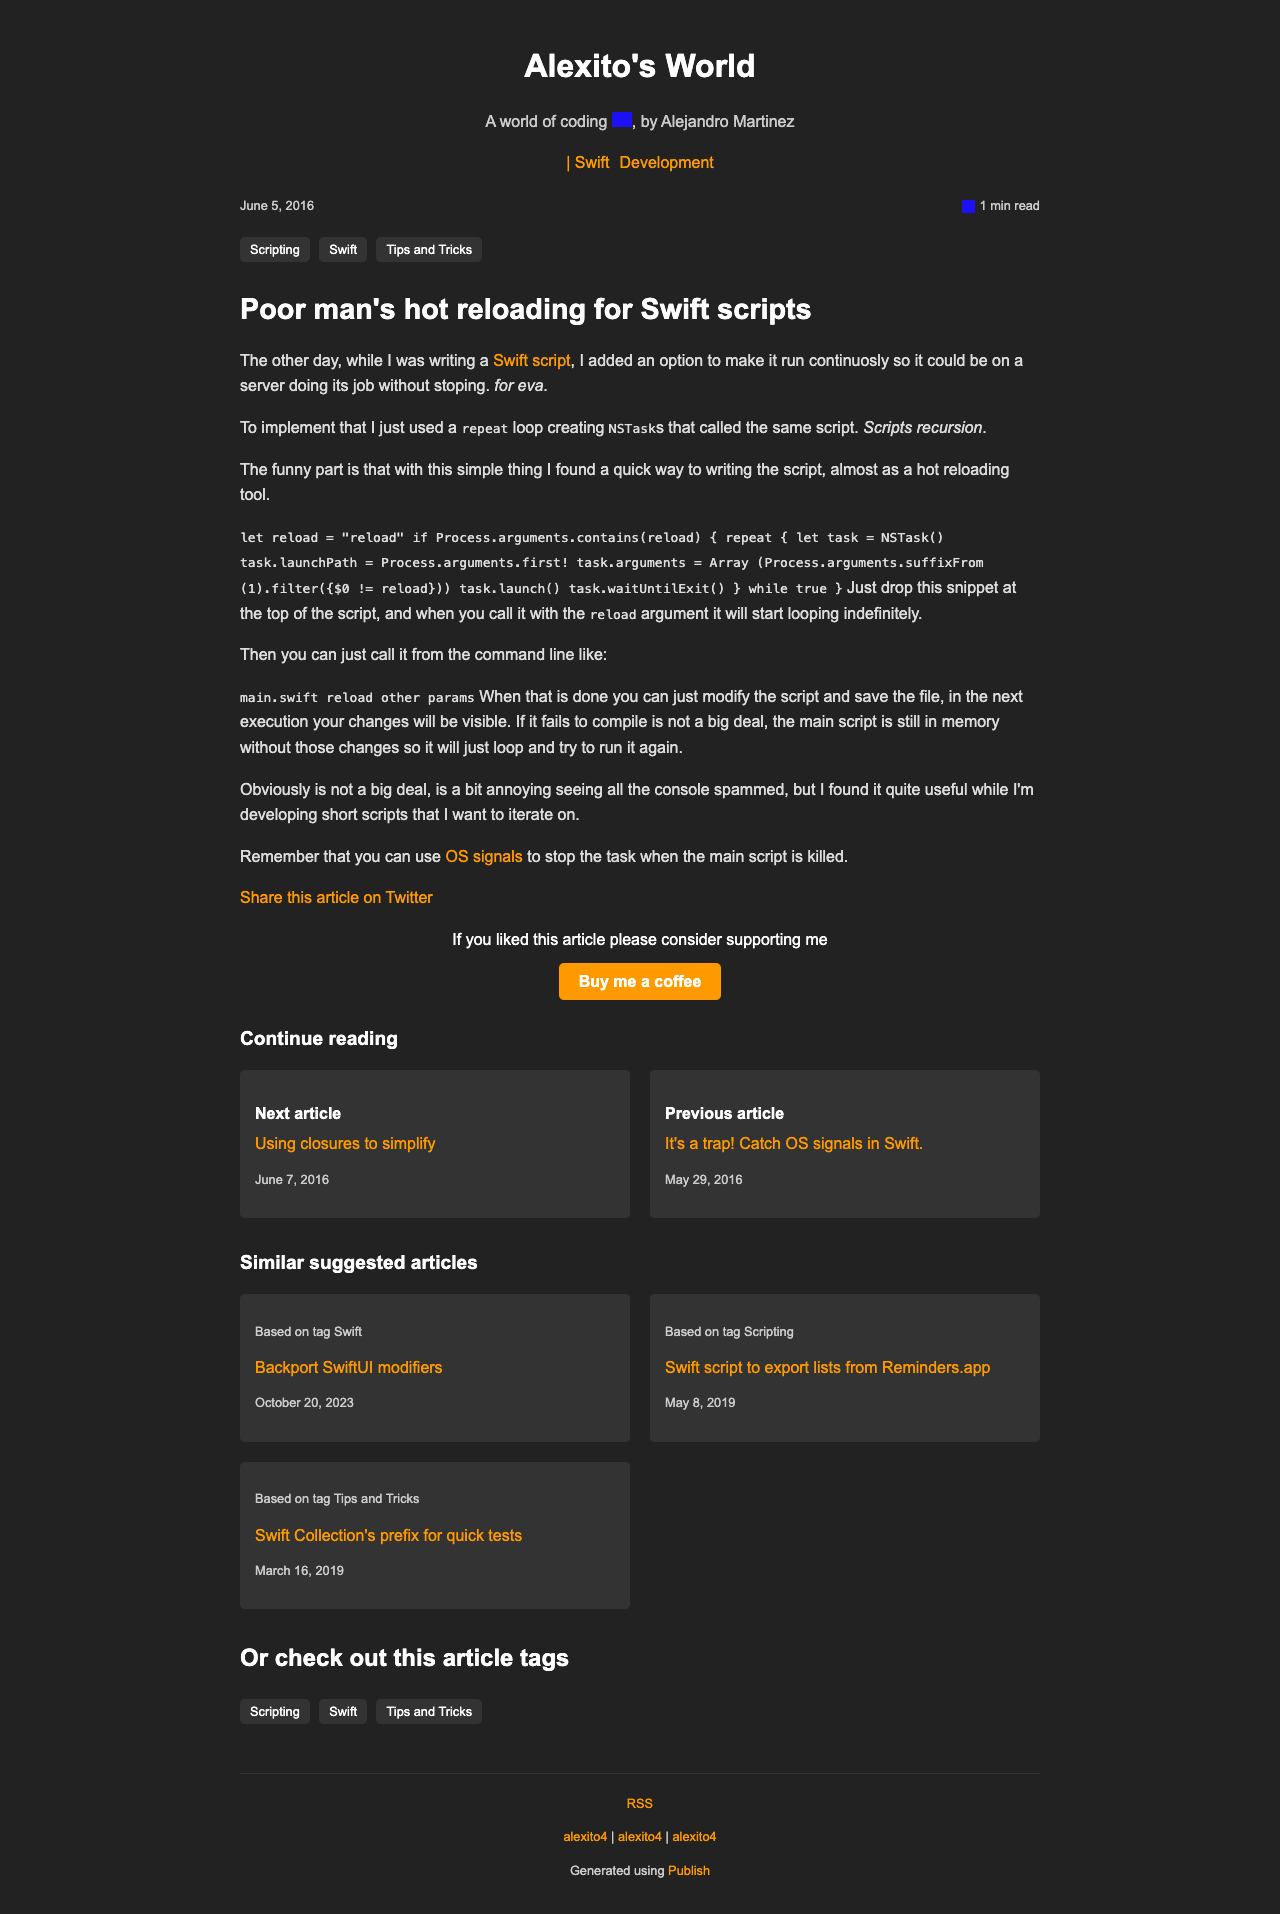 Alexito's World
A world of coding , by Alejandro Martinez
| Swift Development
June 5, 2016
1 min read
Scripting Swift Tips and Tricks
Poor man's hot reloading for Swift scripts
The other day, while I was writing a Swift script, I added an option to make it run continuosly so it could be on a
server doing its job without stoping. for eva.
To implement that I just used a repeat loop creating NSTasks that called the same script. Scripts recursion.
The funny part is that with this simple thing I found a quick way to writing the script, almost as a hot reloading
tool.
let reload = "reload" if Process.arguments.contains(reload) { repeat { let task = NSTask()
task.launchPath = Process.arguments.first! task.arguments = Array (Process.arguments.suffixFrom
(1).filter({$0 != reload})) task.launch() task.waitUntilExit() } while true } Just drop this snippet at
the top of the script, and when you call it with the reload argument it will start looping indefinitely.
Then you can just call it from the command line like:
main.swift reload other params When that is done you can just modify the script and save the file, in the next
execution your changes will be visible. If it fails to compile is not a big deal, the main script is still in memory
without those changes so it will just loop and try to run it again.
Obviously is not a big deal, is a bit annoying seeing all the console spammed, but I found it quite useful while I'm
developing short scripts that I want to iterate on.
Remember that you can use OS signals to stop the task when the main script is killed.
Share this article on Twitter
If you liked this article please consider supporting me
Buy me a coffee
Continue reading
Next article
Using closures to simplify
June 7, 2016
Previous article
It's a trap! Catch OS signals in Swift.
May 29, 2016
Similar suggested articles
Based on tag Swift
Backport SwiftUI modifiers
October 20, 2023
Based on tag Scripting
Swift script to export lists from Reminders.app
May 8, 2019
Based on tag Tips and Tricks
Swift Collection's prefix for quick tests
March 16, 2019
Or check out this article tags
Scripting Swift Tips and Tricks
RSS
alexito4 | alexito4 | alexito4
Generated using Publish